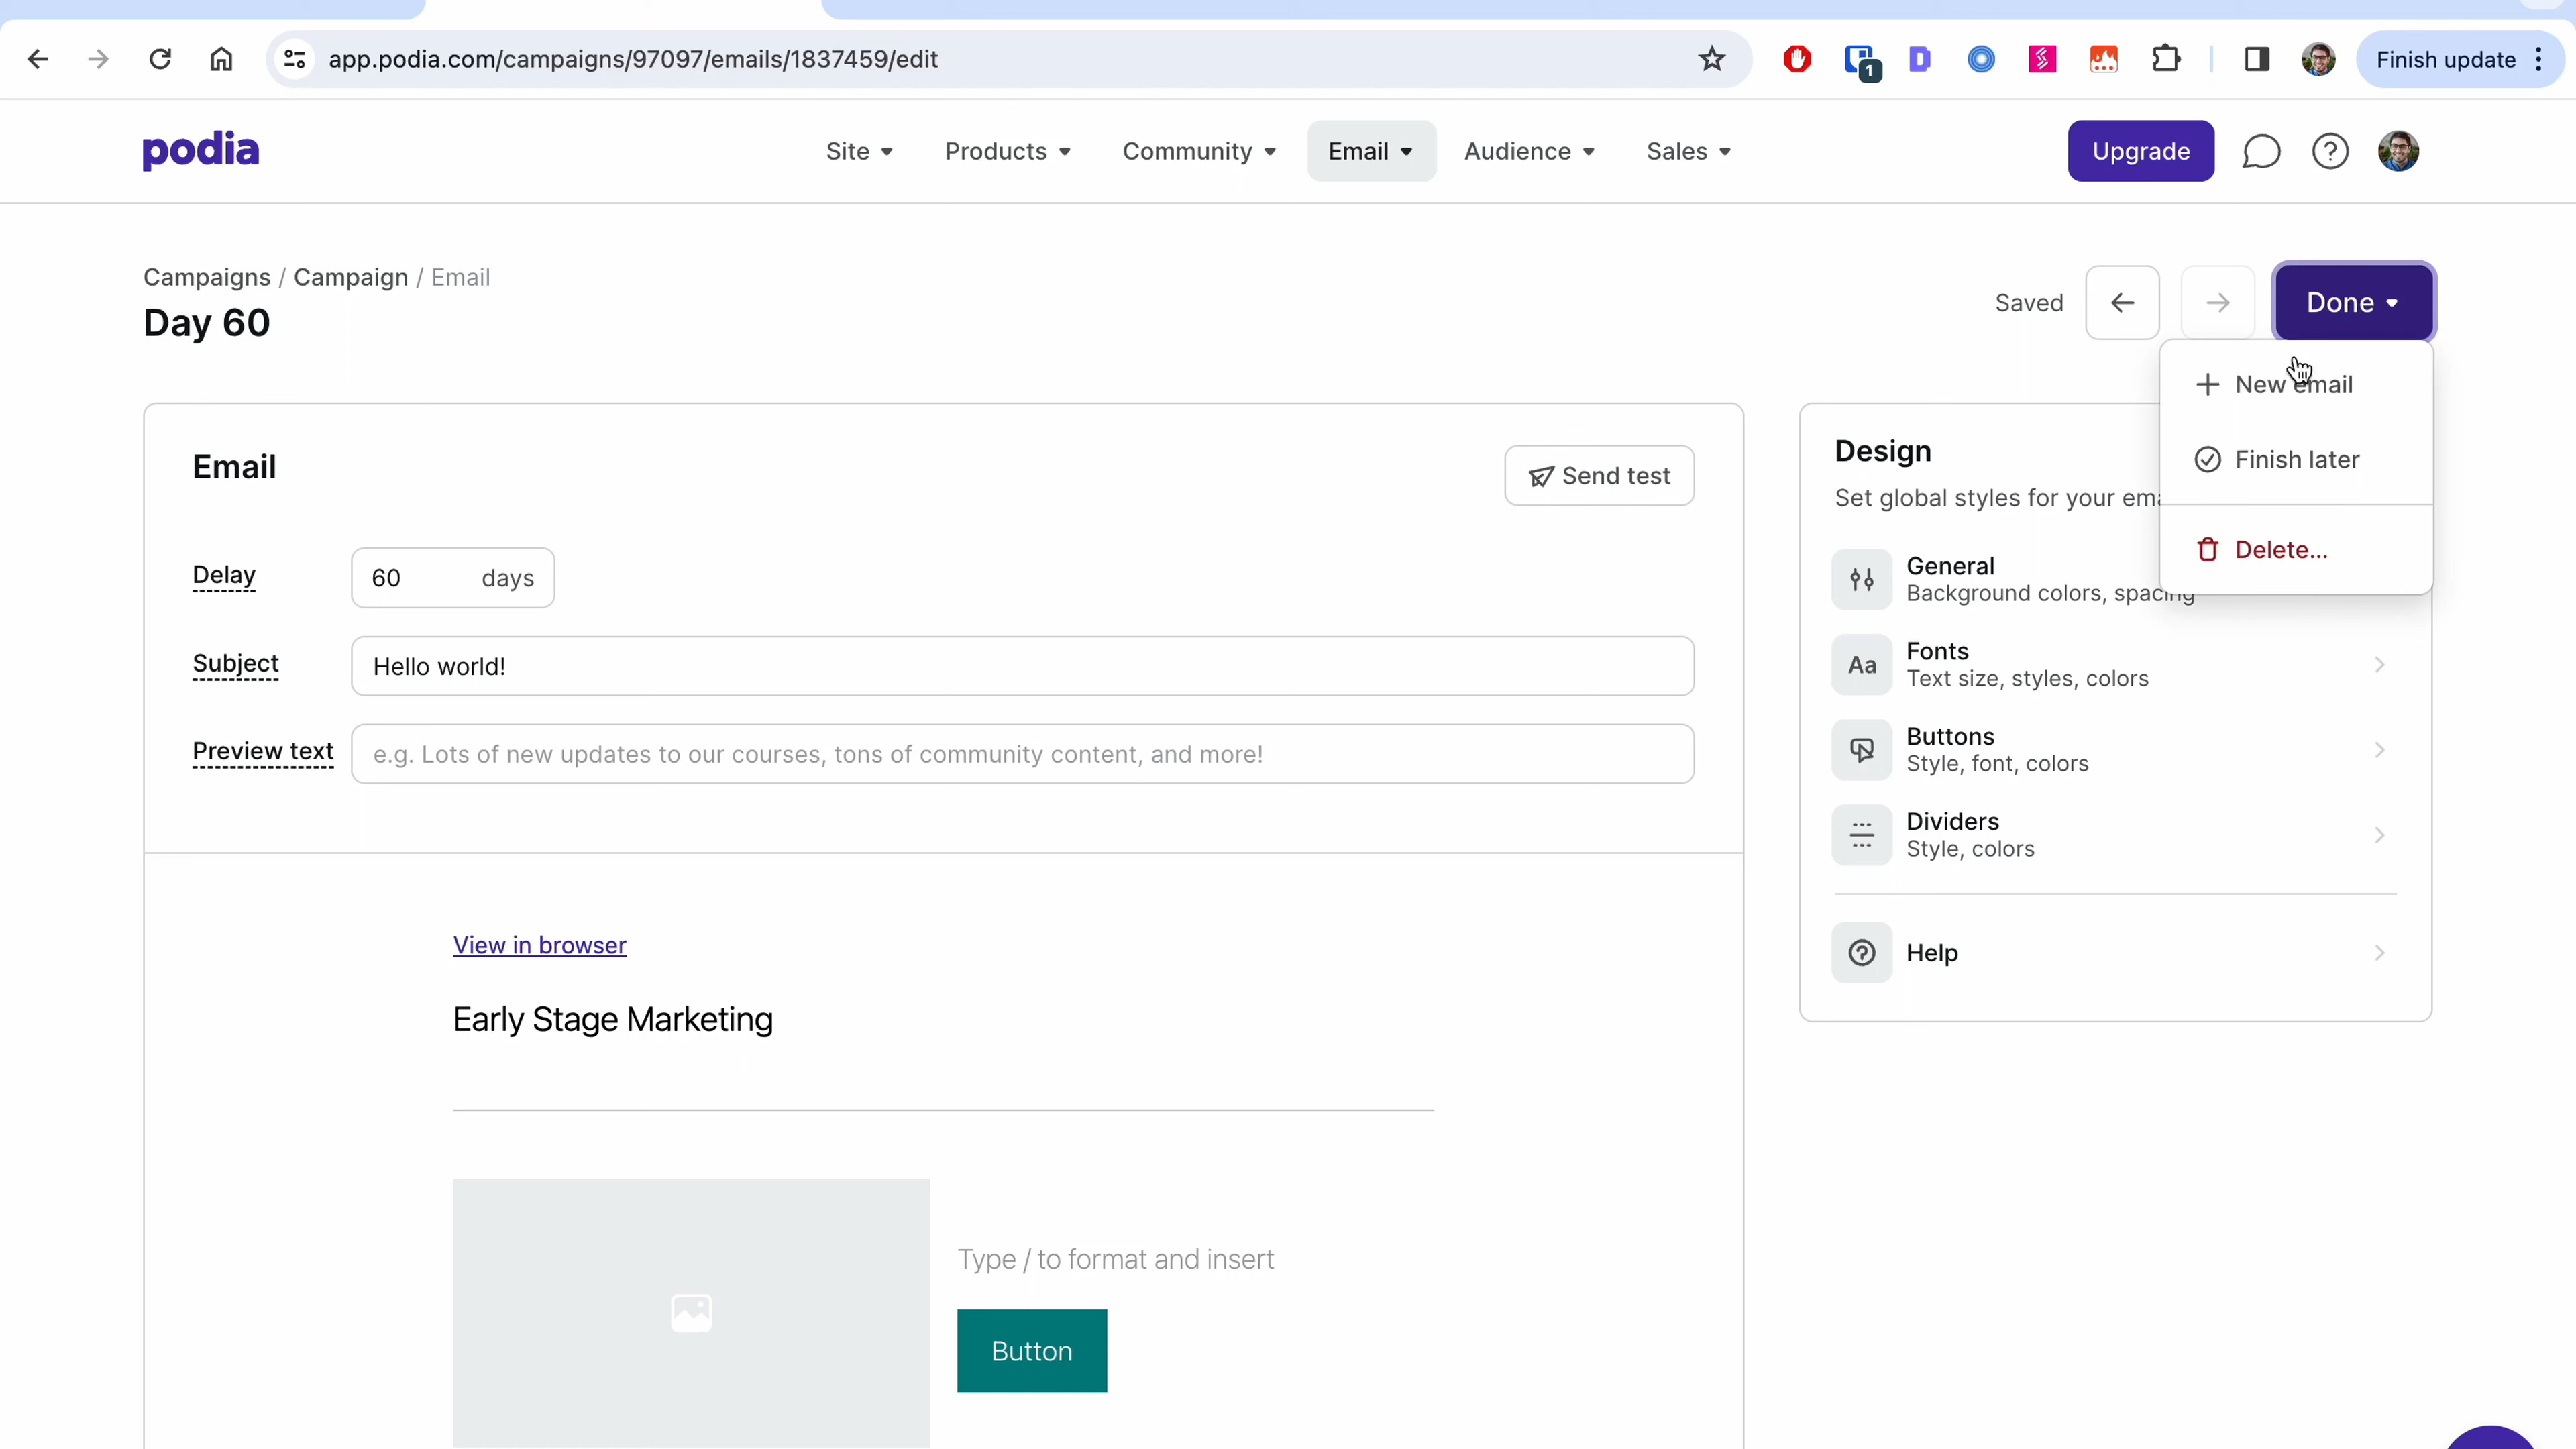 app.podia.com/campaigns/97097/emails/1837459/edit
1
D
Finish update
podia
Site
Products
Community
Email
Audience
Sales
Upgrade
Campaigns / Campaign / Email
Day 60
Saved
Done
New email
Finish later
Delete...
Email
Send test
Delay
60 days
Subject
Hello world!
Preview text
e.g. Lots of new updates to our courses, tons of community content, and more!
View in browser
Early Stage Marketing
Type / to format and insert
Button
Design
Set global styles for your
General
Background colors, spacing
Aa
Fonts
Text size, styles, colors
Buttons
Style, font, colors
Dividers
Style, colors
Help